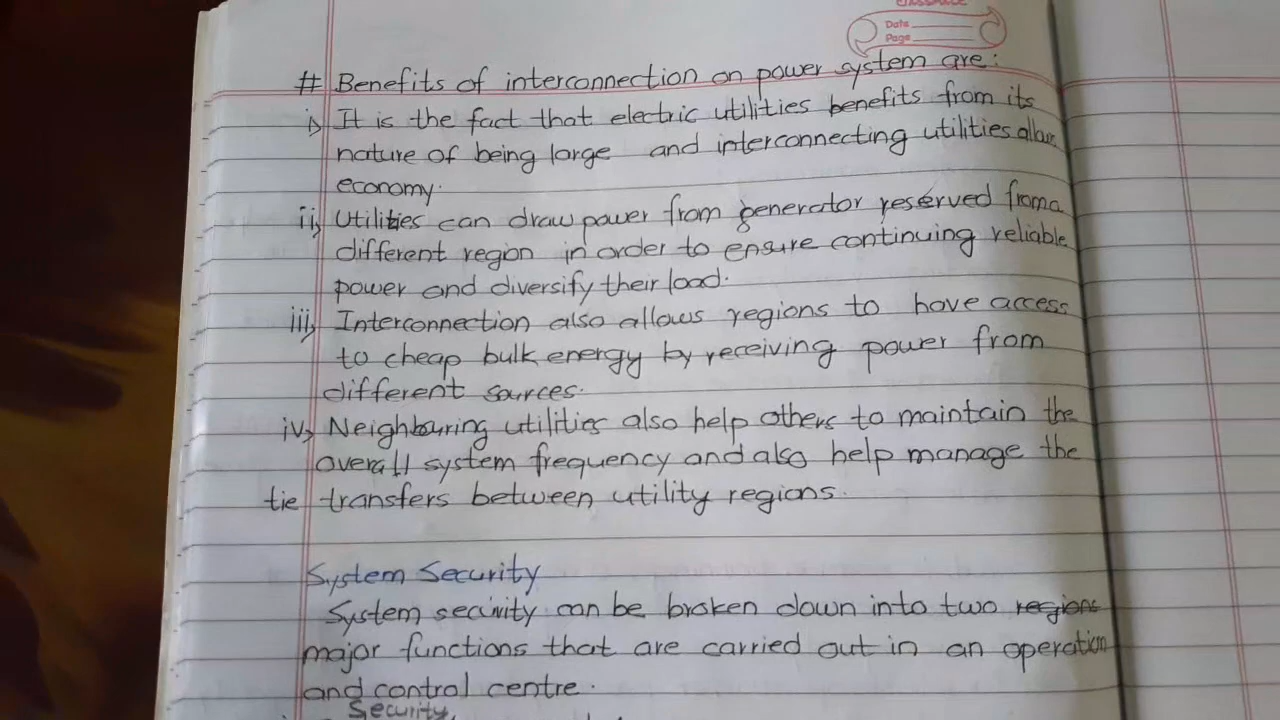 Date
Page
# Benefits of interconnection on power system are:
i> It is the fact that electric utilities benefits from its
nature of being large and interconnecting utilities allows
economy.
ii> Utilities can draw power from generator reserved from a
different region in order to ensure continuing reliable
power and diversify their load.
iii> Interconnection also allows regions to have access
to cheap bulk energy by receiving power from
different sources.
iv> Neighbouring utilities also help others to maintain the
overall system frequency and also help manage the
tie transfers between utility regions.
System Security
System security can be broken down into two regions
major functions that are carried out in an operation
and control centre.
Security